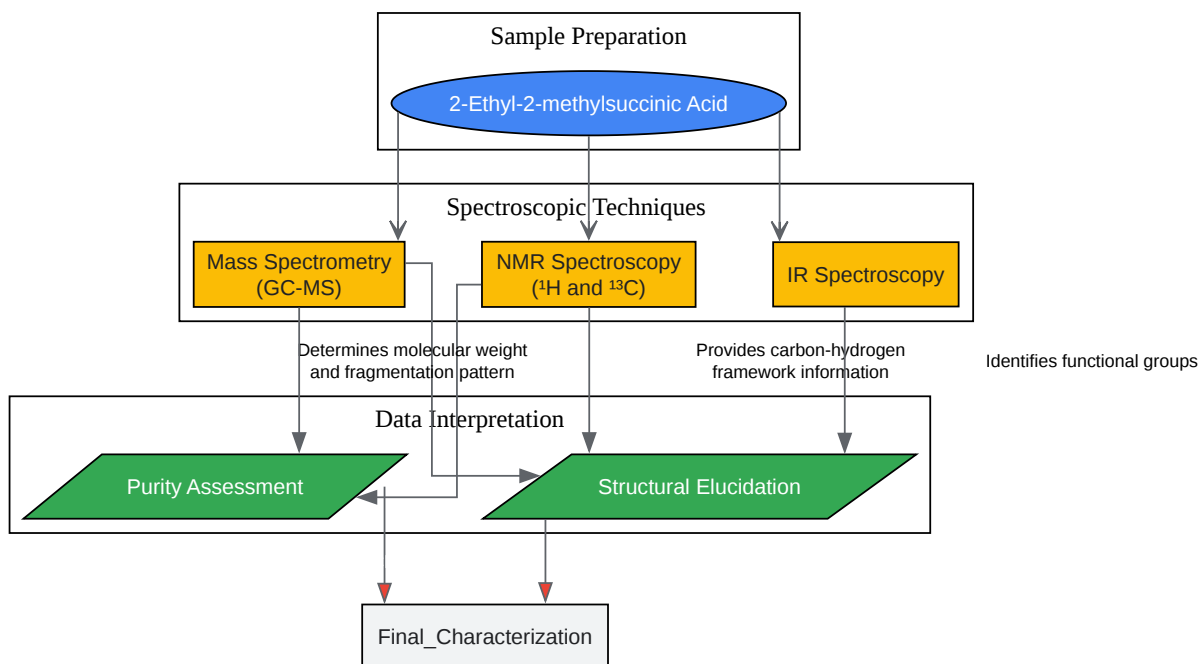 Sample Preparation
2-Ethyl-2-methylsuccinic Acid
Spectroscopic Techniques
Mass Spectrometry
(GC-MS)
NMR Spectroscopy
(¹H and ¹³C)
IR Spectroscopy
Determines molecular weight
and fragmentation pattern
Provides carbon-hydrogen
framework information
Identifies functional groups
Data Interpretation
Purity Assessment
Structural Elucidation
Final_Characterization